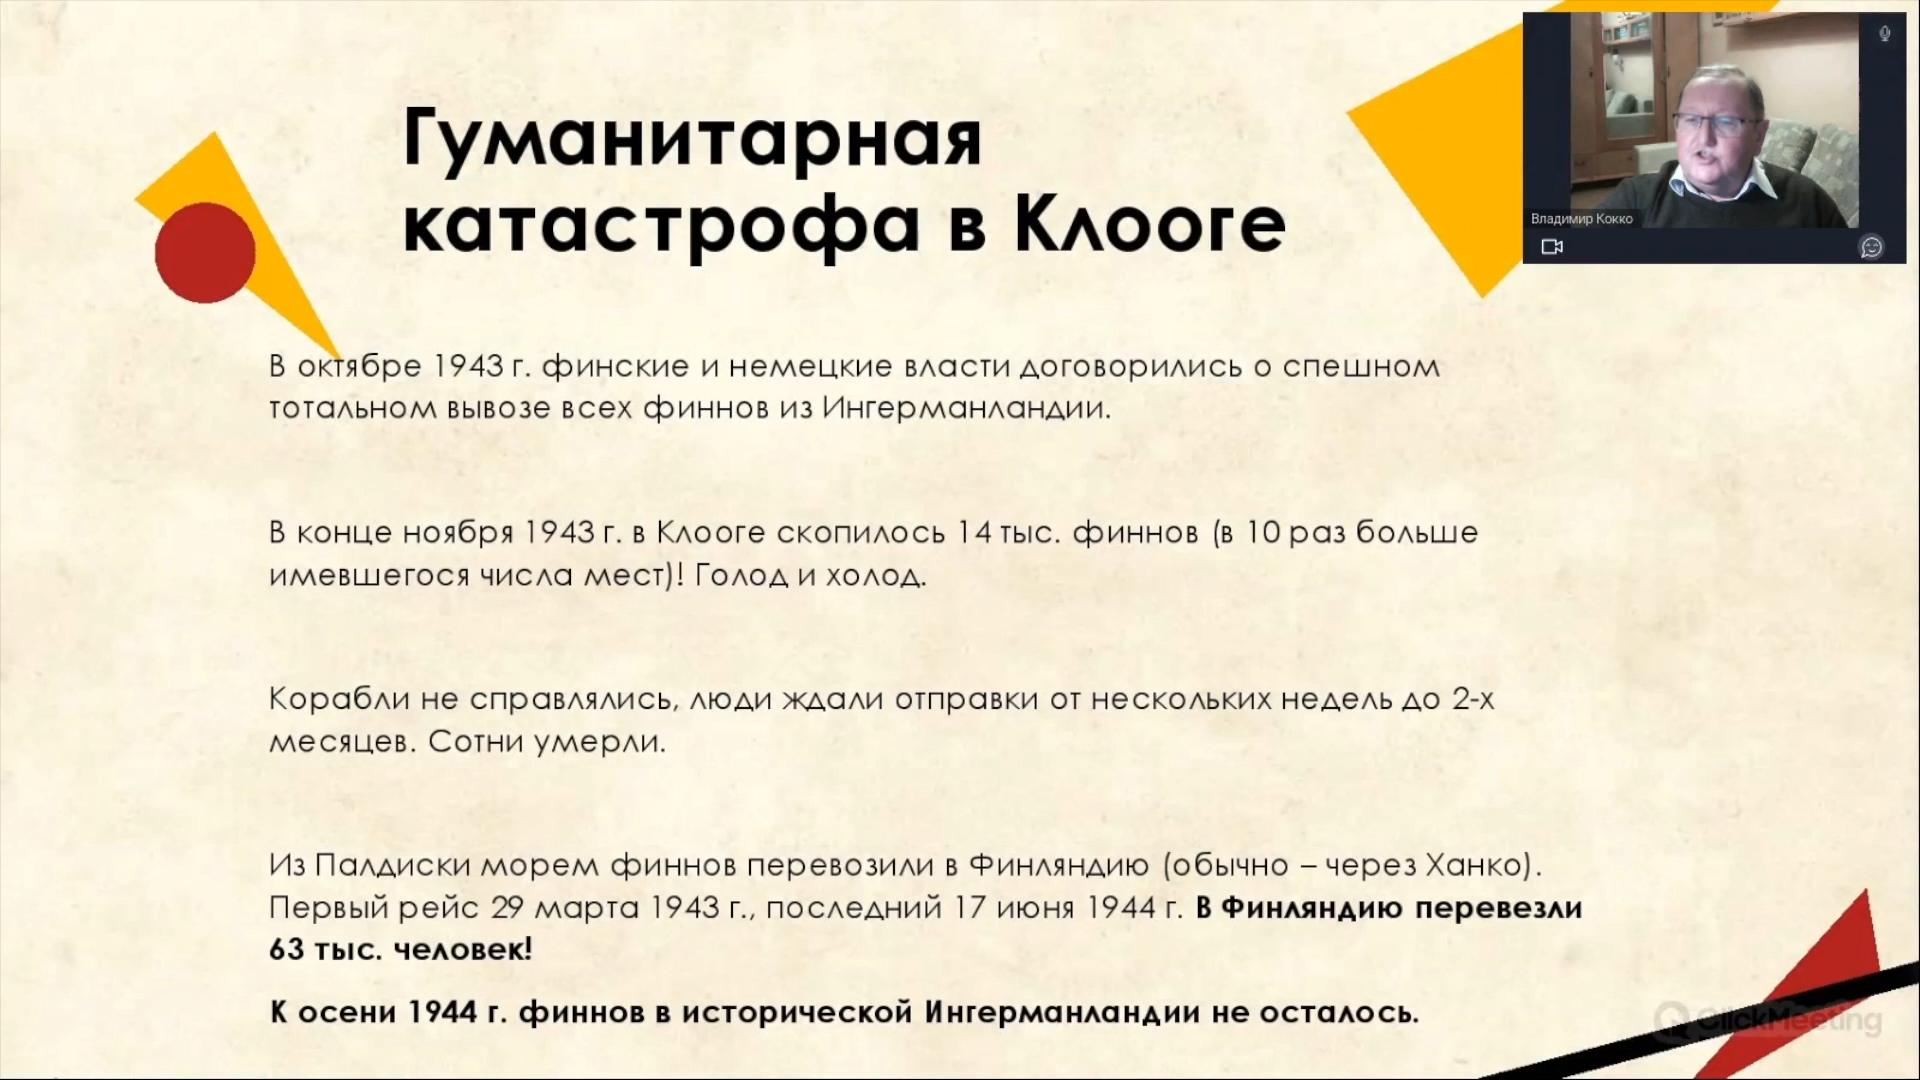 Гуманитарная
катастрофа в Клооге
Владимир Кокко
В октябре 1943 г. финские и немецкие власти договорились о спешном
тотальном вывозе всех финнов из Ингерманландии.
В конце ноября 1943 г. в Клооге скопилось 14 тыс. финнов (в 10 раз больше
имевшегося числа мест)! Голод и холод.
Корабли не справлялись, люди ждали отправки от нескольких недель до 2-х
месяцев. Сотни умерли.
Из Палдиски морем финнов перевозили в Финляндию (обычно – через Ханко).
Первый рейс 29 марта 1943 г., последний 17 июня 1944 г. В Финляндию перевезли
63 тыс. человек!
К осени 1944 г. финнов в исторической Ингерманландии не осталось.
ClickMeeting